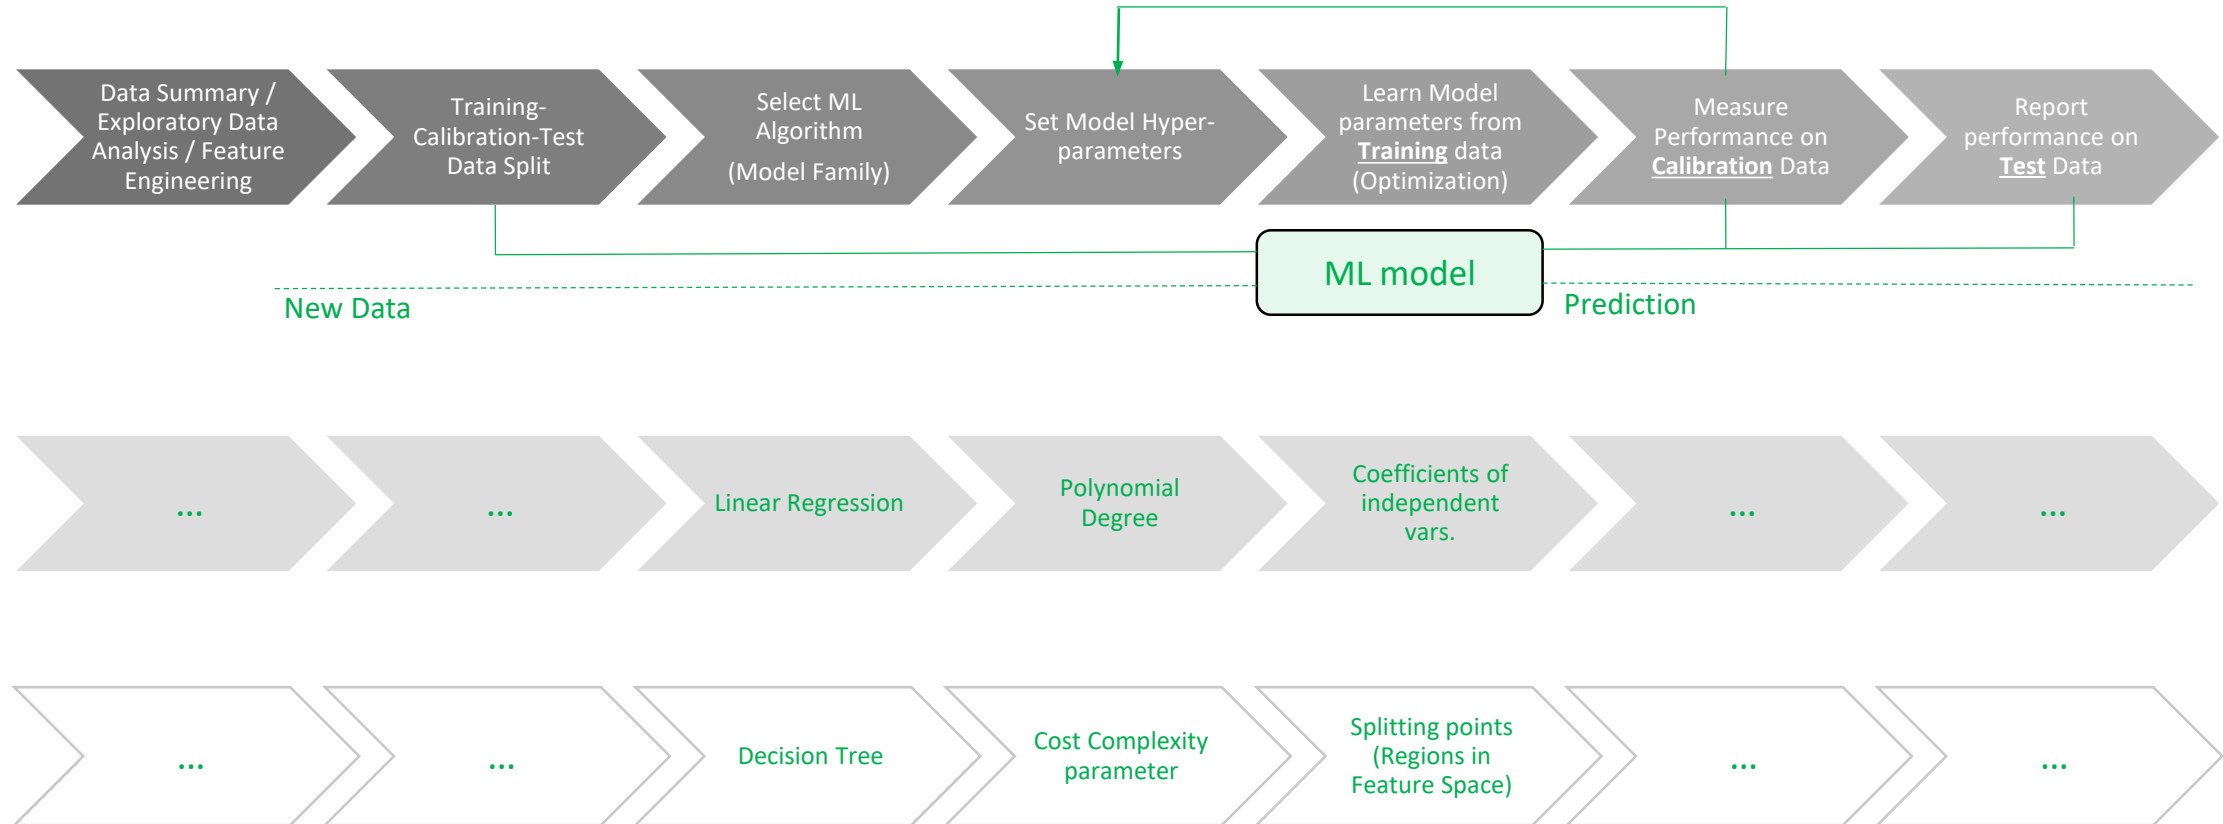 Data Summary /
Exploratory Data
Analysis / Feature
Engineering
Training-
Calibration-Test
Data Split
Select ML
Algorithm
(Model Family)
Set Model Hyper-
parameters
Learn Model
parameters from
Training data
(Optimization)
Measure
Performance on
Calibration Data
Report
performance on
Test Data
ML model
New Data
Prediction
...
...
Linear Regression
Polynomial
Degree
Coefficients of
independent
vars.
...
...
...
...
Decision Tree
Cost Complexity
parameter
Splitting points
(Regions in
Feature Space)
...
...